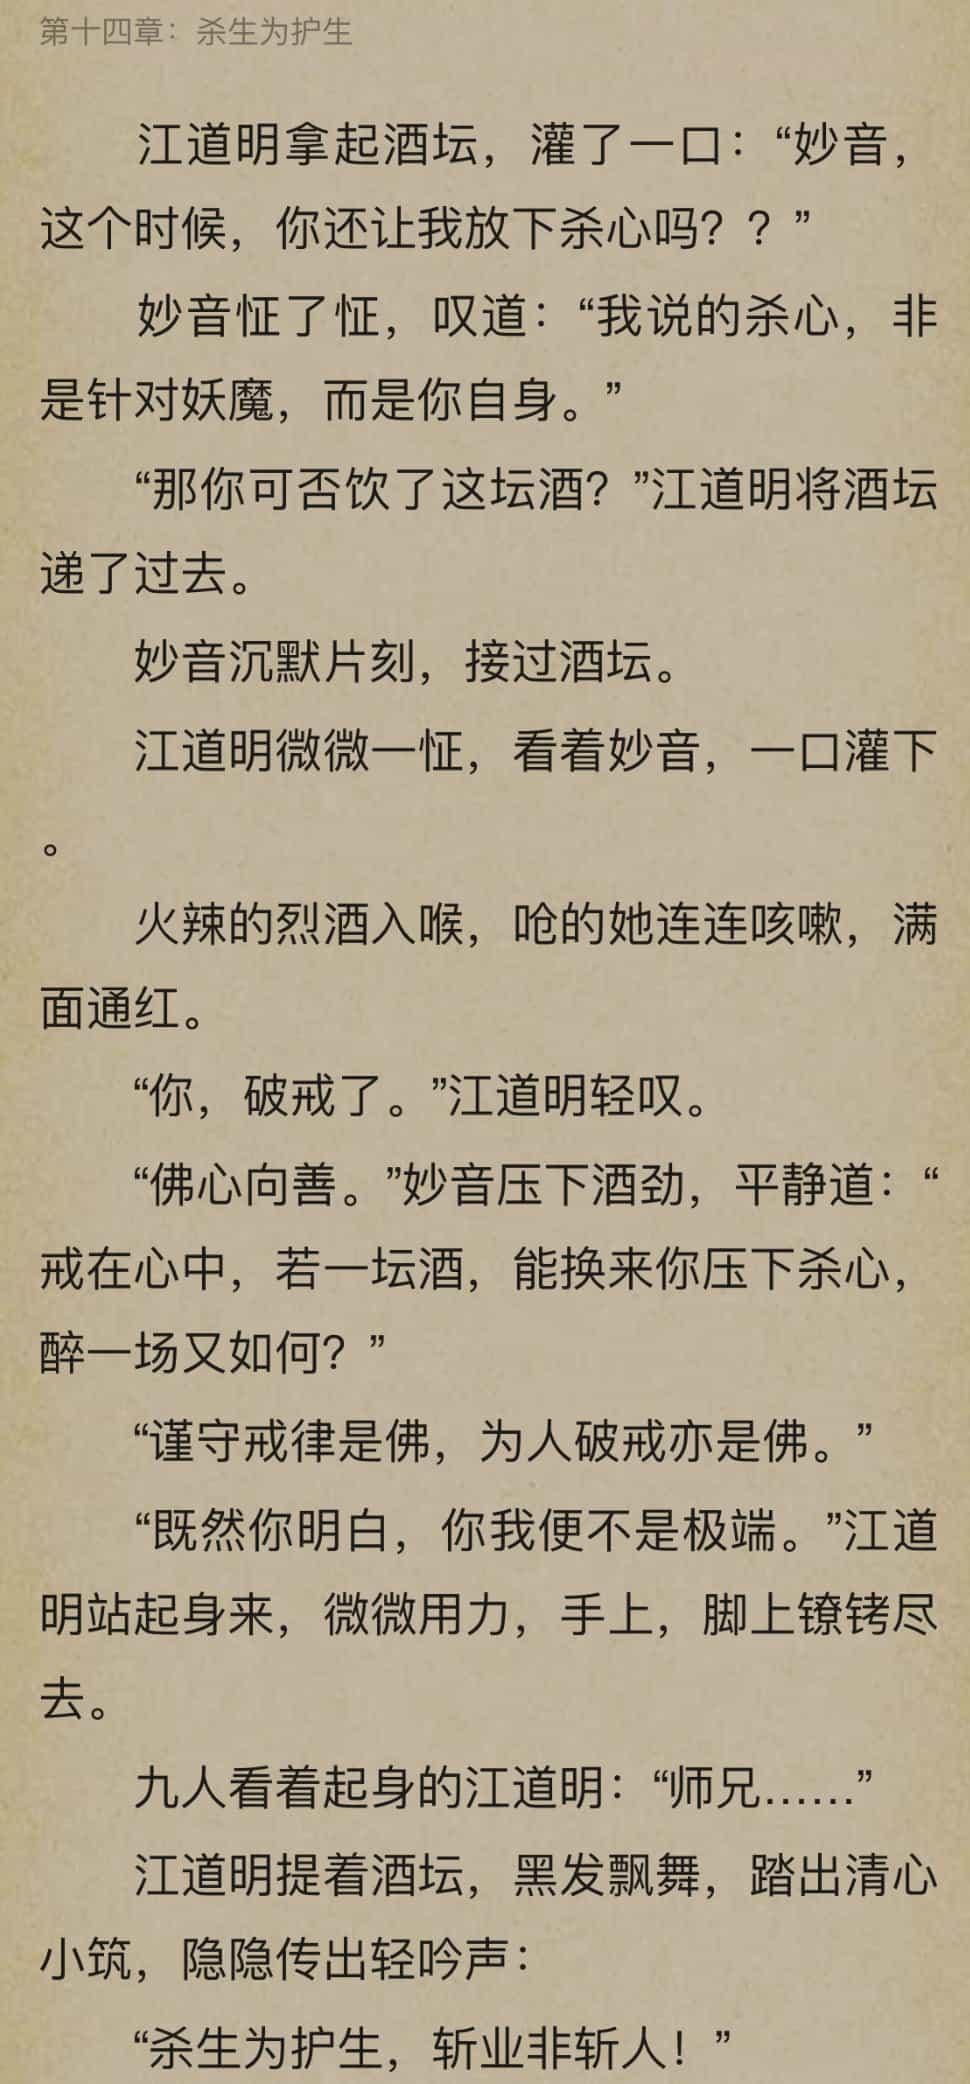 第十四章：杀生为护生
江道明拿起酒坛，灌了一口：“妙音，
这个时候，你还让我放下杀心吗？？”
妙音怔了怔，叹道：“我说的杀心，非
是针对妖魔，而是你自身。”
“那你可否饮了这坛酒？”江道明将酒坛
递了过去。
妙音沉默片刻，接过酒坛。
江道明微微一怔，看着妙音，一口灌下
。
火辣的烈酒入喉，呛的她连连咳嗽，满
面通红。
“你，破戒了。”江道明轻叹。
“佛心向善。”妙音压下酒劲，平静道：“
戒在心中，若一坛酒，能换来你压下杀心，
醉一场又如何？”
“谨守戒律是佛，为人破戒亦是佛。”
“既然你明白，你我便不是极端。”江道
明站起身来，微微用力，手上，脚上镣铐尽
去。
九人看着起身的江道明：“师兄……”
江道明提着酒坛，黑发飘舞，踏出清心
小筑，隐隐传出轻吟声：
“杀生为护生，斩业非斩人！”